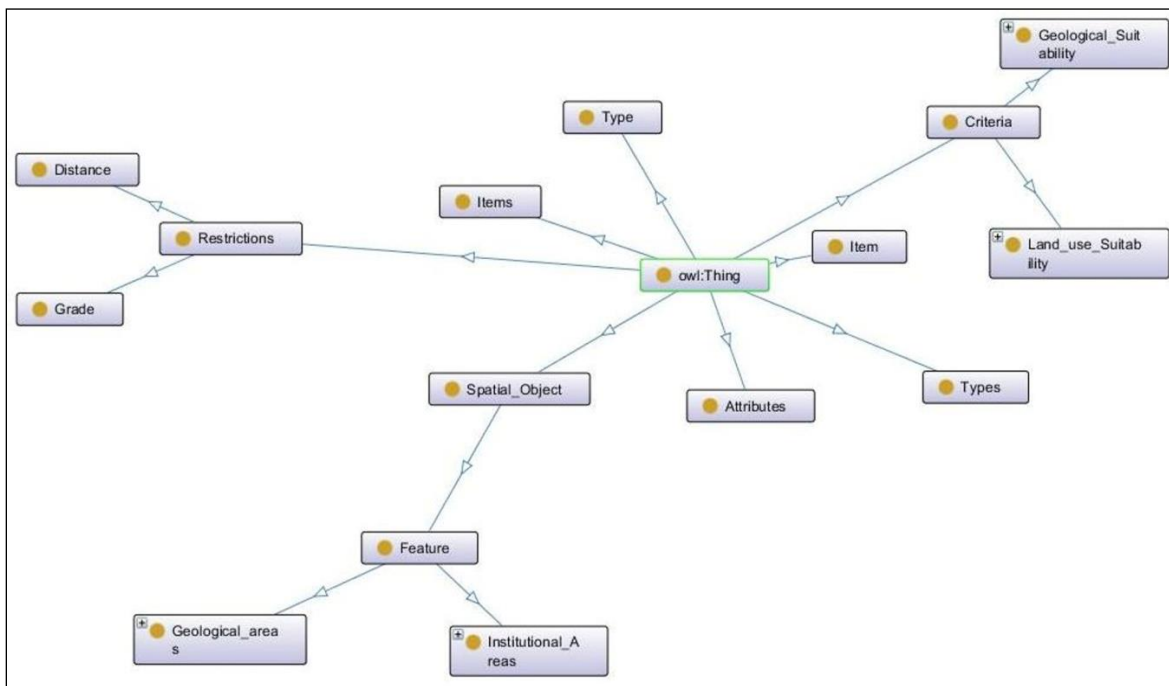 Geological_Suit
ability
Type
Criteria
Distance
Items
Restrictions
Item
Land_use_Suitab
ility
owl:Thing
Grade
Spatial_Object
Types
Attributes
Feature
Geological_area
s
Institutional_A
reas